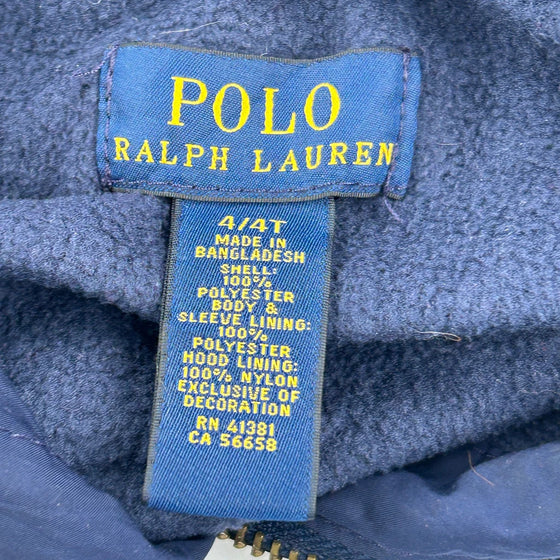 POLO
RALPH LAUREN
4/4T
MADE IN
BANGLADESH
SHELL:
100%
POLYESTER
BODY &
SLEEVE LINING:
100%
POLYESTER
HOOD LINING:
100% NYLON
EXCLUSIVE OF
DECORATION
RN 41381
CA 56658